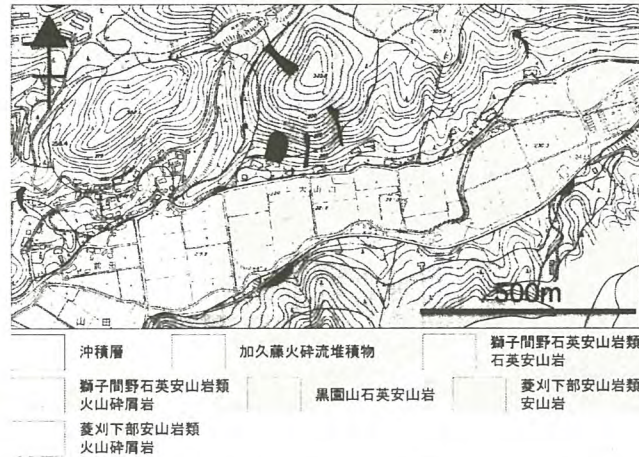 大山口
山田
500m
沖積層
加久藤火砕流堆積物
獅子間野石英安山岩類
石英安山岩
獅子間野石英安山岩類
火山砕屑岩
黒園山石英安山岩
菱刈下部安山岩類
安山岩
菱刈下部安山岩類
火山砕屑岩